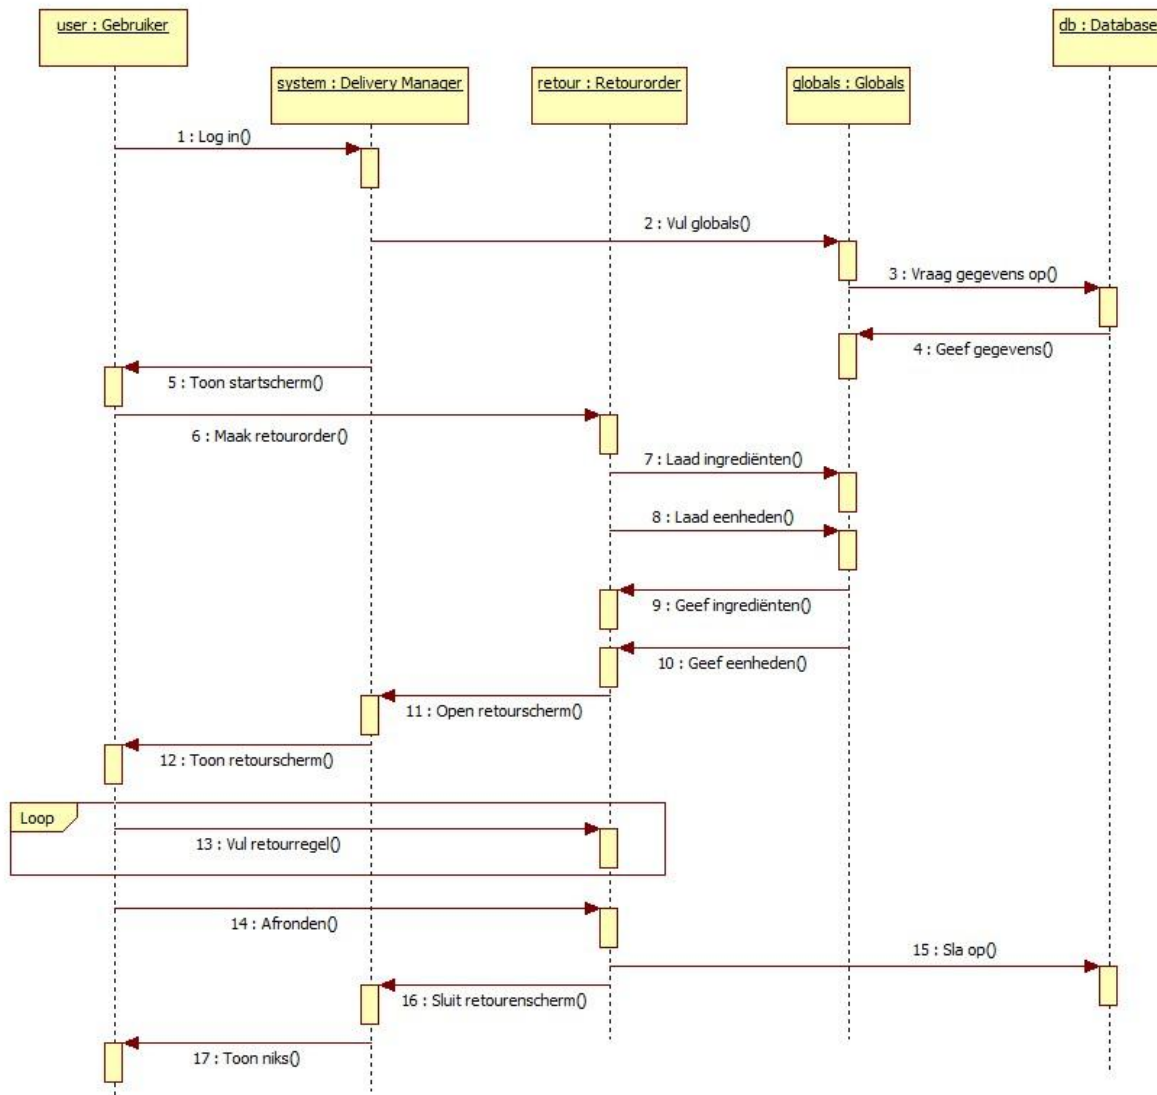 user : Gebruiker
db : Database
system : Delivery Manager
retour : Retourorder
globals : Globals
1 : Log in()
2 : Vul globals()
3 : Vraag gegevens op()
4 : Geef gegevens()
5 : Toon startscherm()
6 : Maak retourorder()
7 : Laad ingrediënten()
8 : Laad eenheden()
9 : Geef ingrediënten()
10 : Geef eenheden()
11 : Open retourscherm()
12 : Toon retourscherm()
Loop
13 : Vul retourregel()
14 : Afronden()
15 : Sla op()
16 : Sluit retourenscherm()
17 : Toon niks()